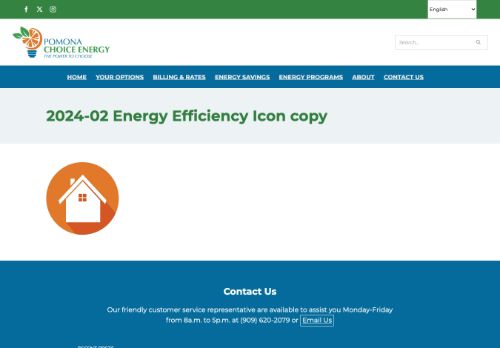 English
POMONA
CHOICE ENERGY
THE POWER TO CHOOSE
Search...
HOME YOUR OPTIONS BILLING & RATES ENERGY SAVINGS ENERGY PROGRAMS ABOUT CONTACT US
2024-02 Energy Efficiency Icon copy
Contact Us
Our friendly customer service representative are available to assist you Monday-Friday
from 8a.m. to 5p.m. at (909) 620-2079 or Email Us